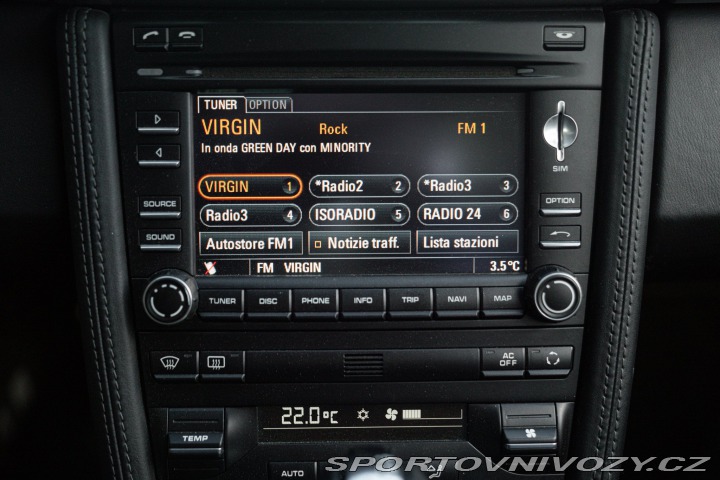 TUNER OPTION
VIRGIN Rock FM 1
In onda GREEN DAY con MINORITY
VIRGIN 1 *Radio2 2 *Radio3 3
SIM
Radio3 4 ISORADIO 5 RADIO 24 6
SOURCE
OPTION
SOUND
Autostore FM1 Notizie traff. Lista stazioni
FM VIRGIN 3.5°C
TUNER DISC PHONE INFO TRIP NAVI MAP
AC OFF
22.0°C
TEMP
AUTO
SPORTOVNIVOZY.CZ